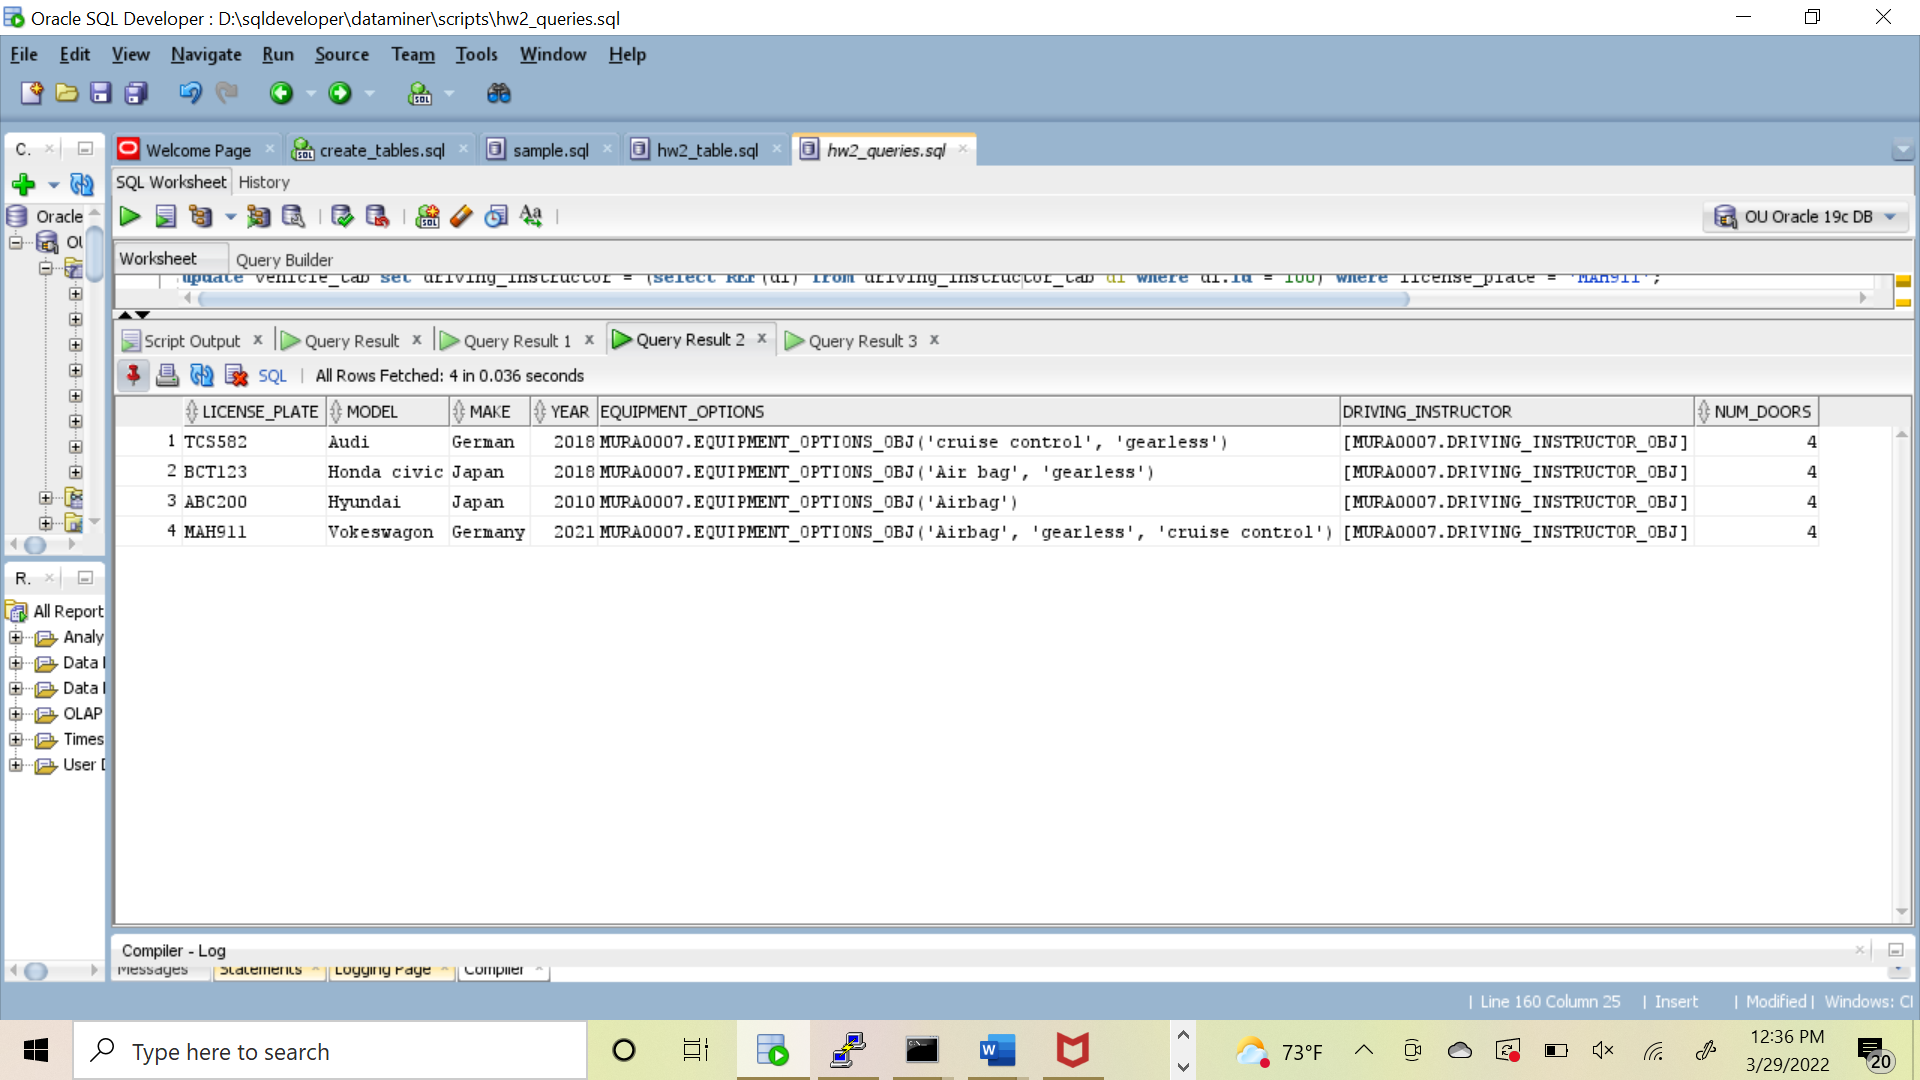 Oracle SQL Developer : D:\sqldeveloper\dataminer\scripts\hw2_queries.sql
File Edit View Navigate Run Source Team Tools Window Help
C. Welcome Page create_tables.sql sample.sql hw2_table.sql hw2_queries.sql
SQL Worksheet History
Oracle
OU Oracle 19c DB
OU
Worksheet Query Builder
update vehicle_tab set driving_instructor = (select REF(di) from driving_instructor_tab di where di.id = 100) where license_plate = 'MAH911';
Script Output Query Result Query Result 1 Query Result 2 Query Result 3
SQL | All Rows Fetched: 4 in 0.036 seconds
LICENSE_PLATE MODEL MAKE YEAR EQUIPMENT_OPTIONS DRIVING_INSTRUCTOR NUM_DOORS
1 TCS582 Audi German 2018 MURA0007.EQUIPMENT_OPTIONS_OBJ('cruise control', 'gearless') [MURA0007.DRIVING_INSTRUCTOR_OBJ] 4
2 BCT123 Honda civic Japan 2018 MURA0007.EQUIPMENT_OPTIONS_OBJ('Air bag', 'gearless') [MURA0007.DRIVING_INSTRUCTOR_OBJ] 4
3 ABC200 Hyundai Japan 2010 MURA0007.EQUIPMENT_OPTIONS_OBJ('Airbag') [MURA0007.DRIVING_INSTRUCTOR_OBJ] 4
4 MAH911 Vokeswagon Germany 2021 MURA0007.EQUIPMENT_OPTIONS_OBJ('Airbag', 'gearless', 'cruise control') [MURA0007.DRIVING_INSTRUCTOR_OBJ] 4
R.
All Report
Analy
Data
Data
OLAP
Times
User
Compiler - Log
Messages Statements Logging Page Compiler
| Line 160 Column 25 | Insert | Modified | Windows: Cl
Type here to search
73°F
12:36 PM
3/29/2022
20